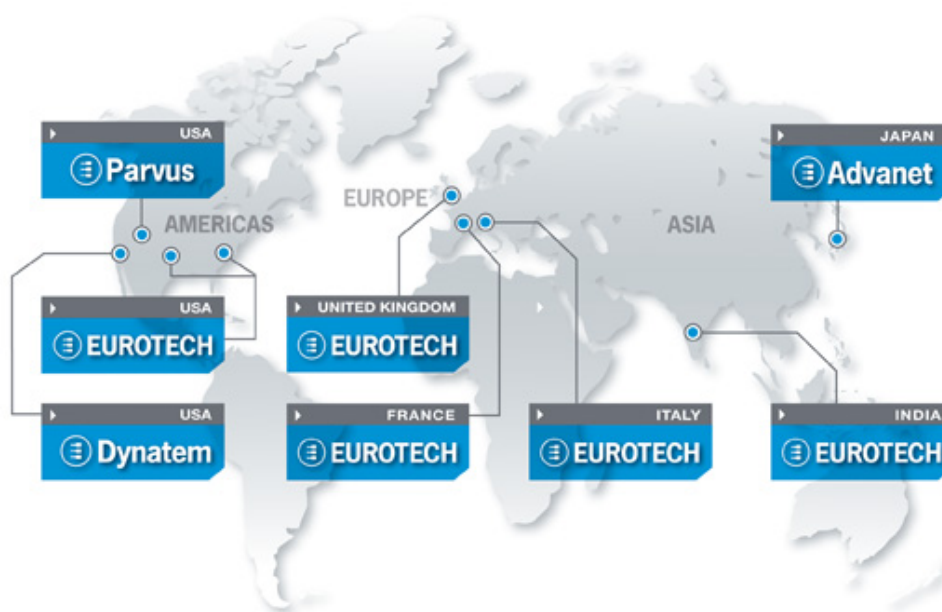 USA
Parvus
JAPAN
Advanet
EUROPE
AMERICAS
ASIA
USA
EUROTECH
UNITED KINGDOM
EUROTECH
USA
Dynatem
FRANCE
EUROTECH
ITALY
EUROTECH
INDIA
EUROTECH